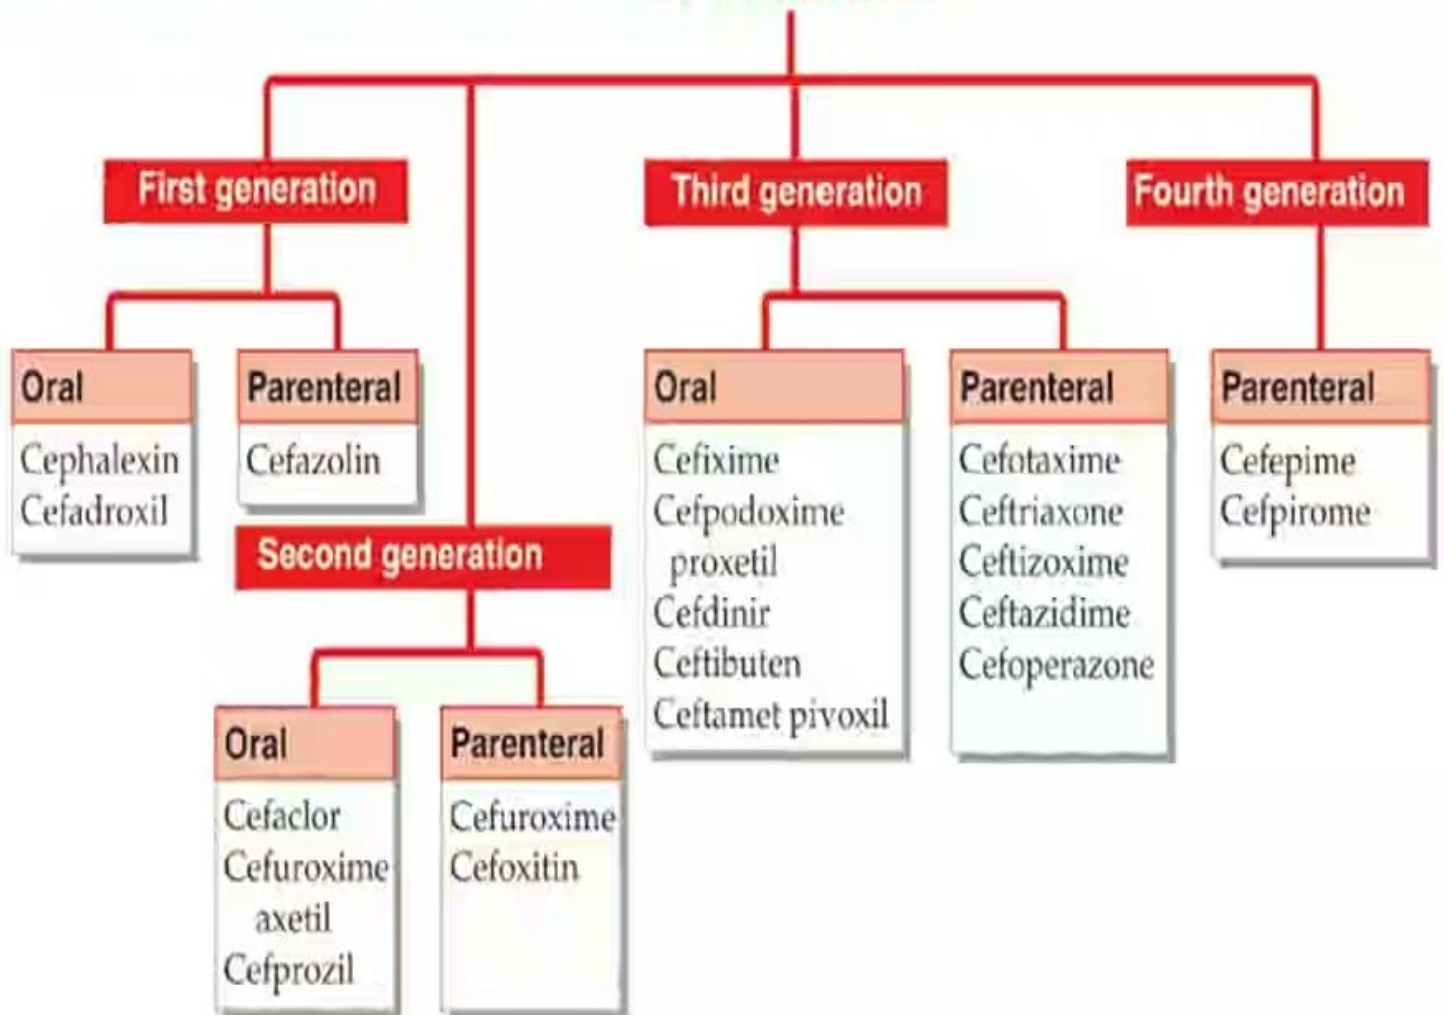 First generation
Third generation
Fourth generation
Oral
Cephalexin
Cefadroxil
Parenteral
Cefazolin
Second generation
Oral
Cefaclor
Cefuroxime
axetil
Cefprozil
Parenteral
Cefuroxime
Cefoxitin
Oral
Cefixime
Cefpodoxime
proxetil
Cefdinir
Ceftibuten
Ceftamet pivoxil
Parenteral
Cefotaxime
Ceftriaxone
Ceftizoxime
Ceftazidime
Cefoperazone
Parenteral
Cefepime
Cefpirome